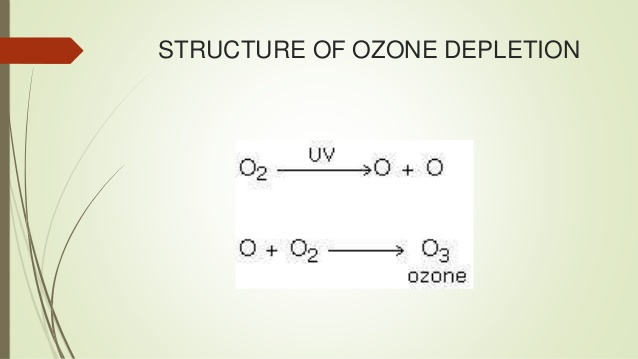 STRUCTURE OF OZONE DEPLETION
UV
O₂ ⟶ O + O
O + O₂ ⟶ O₃
ozone